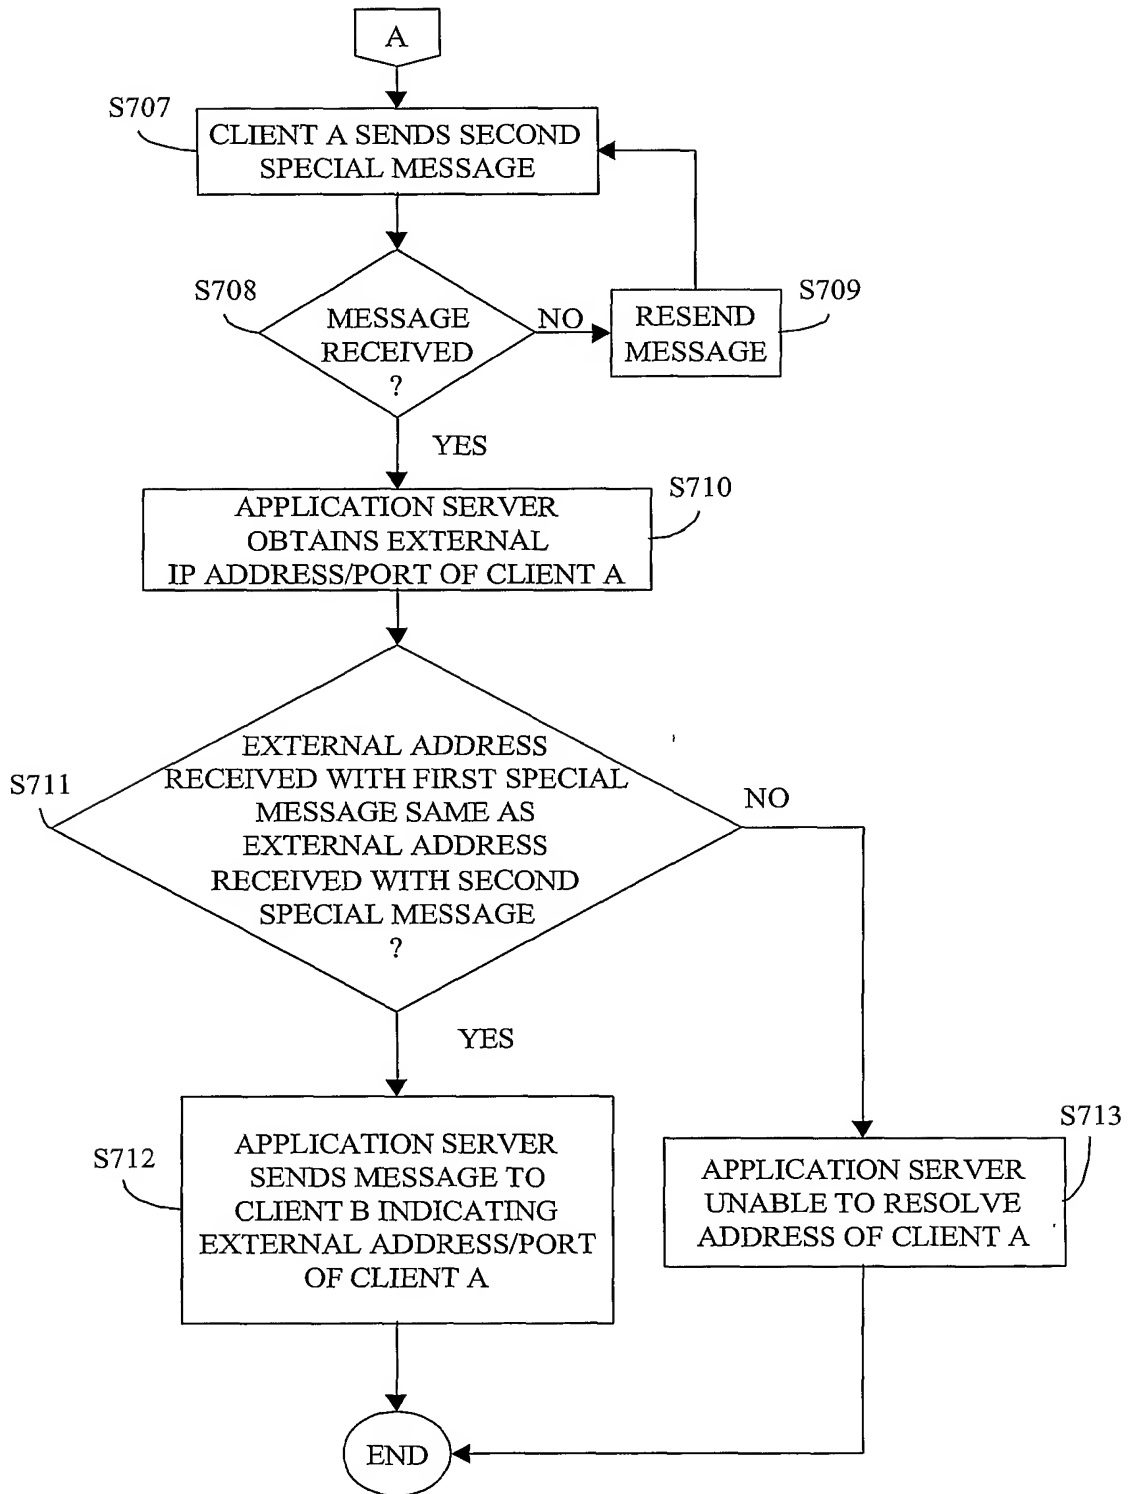 A
S707
CLIENT A SENDS SECOND
SPECIAL MESSAGE
S708
MESSAGE
RECEIVED
?
NO
S709
RESEND
MESSAGE
YES
S710
APPLICATION SERVER
OBTAINS EXTERNAL
IP ADDRESS/PORT OF CLIENT A
S711
EXTERNAL ADDRESS
RECEIVED WITH FIRST SPECIAL
MESSAGE SAME AS
EXTERNAL ADDRESS
RECEIVED WITH SECOND
SPECIAL MESSAGE
?
NO
YES
S712
APPLICATION SERVER
SENDS MESSAGE TO
CLIENT B INDICATING
EXTERNAL ADDRESS/PORT
OF CLIENT A
S713
APPLICATION SERVER
UNABLE TO RESOLVE
ADDRESS OF CLIENT A
END